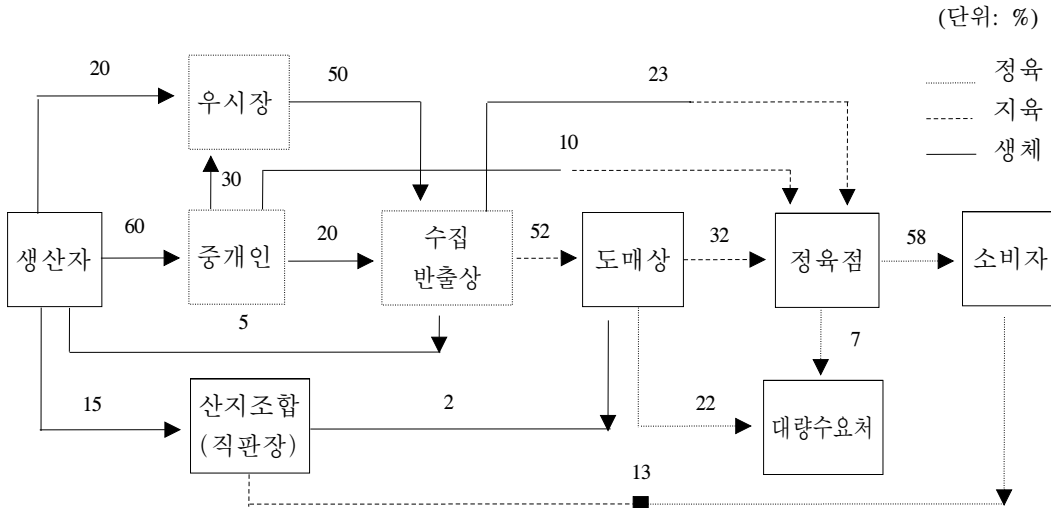 (단위: %)
정육
지육
생체
20
50
23
우시장
30
10
생산자
60
중개인
20
수집
반출상
52
도매상
32
정육점
58
소비자
5
7
15
산지조합
(직판장)
2
22
대량수요처
13